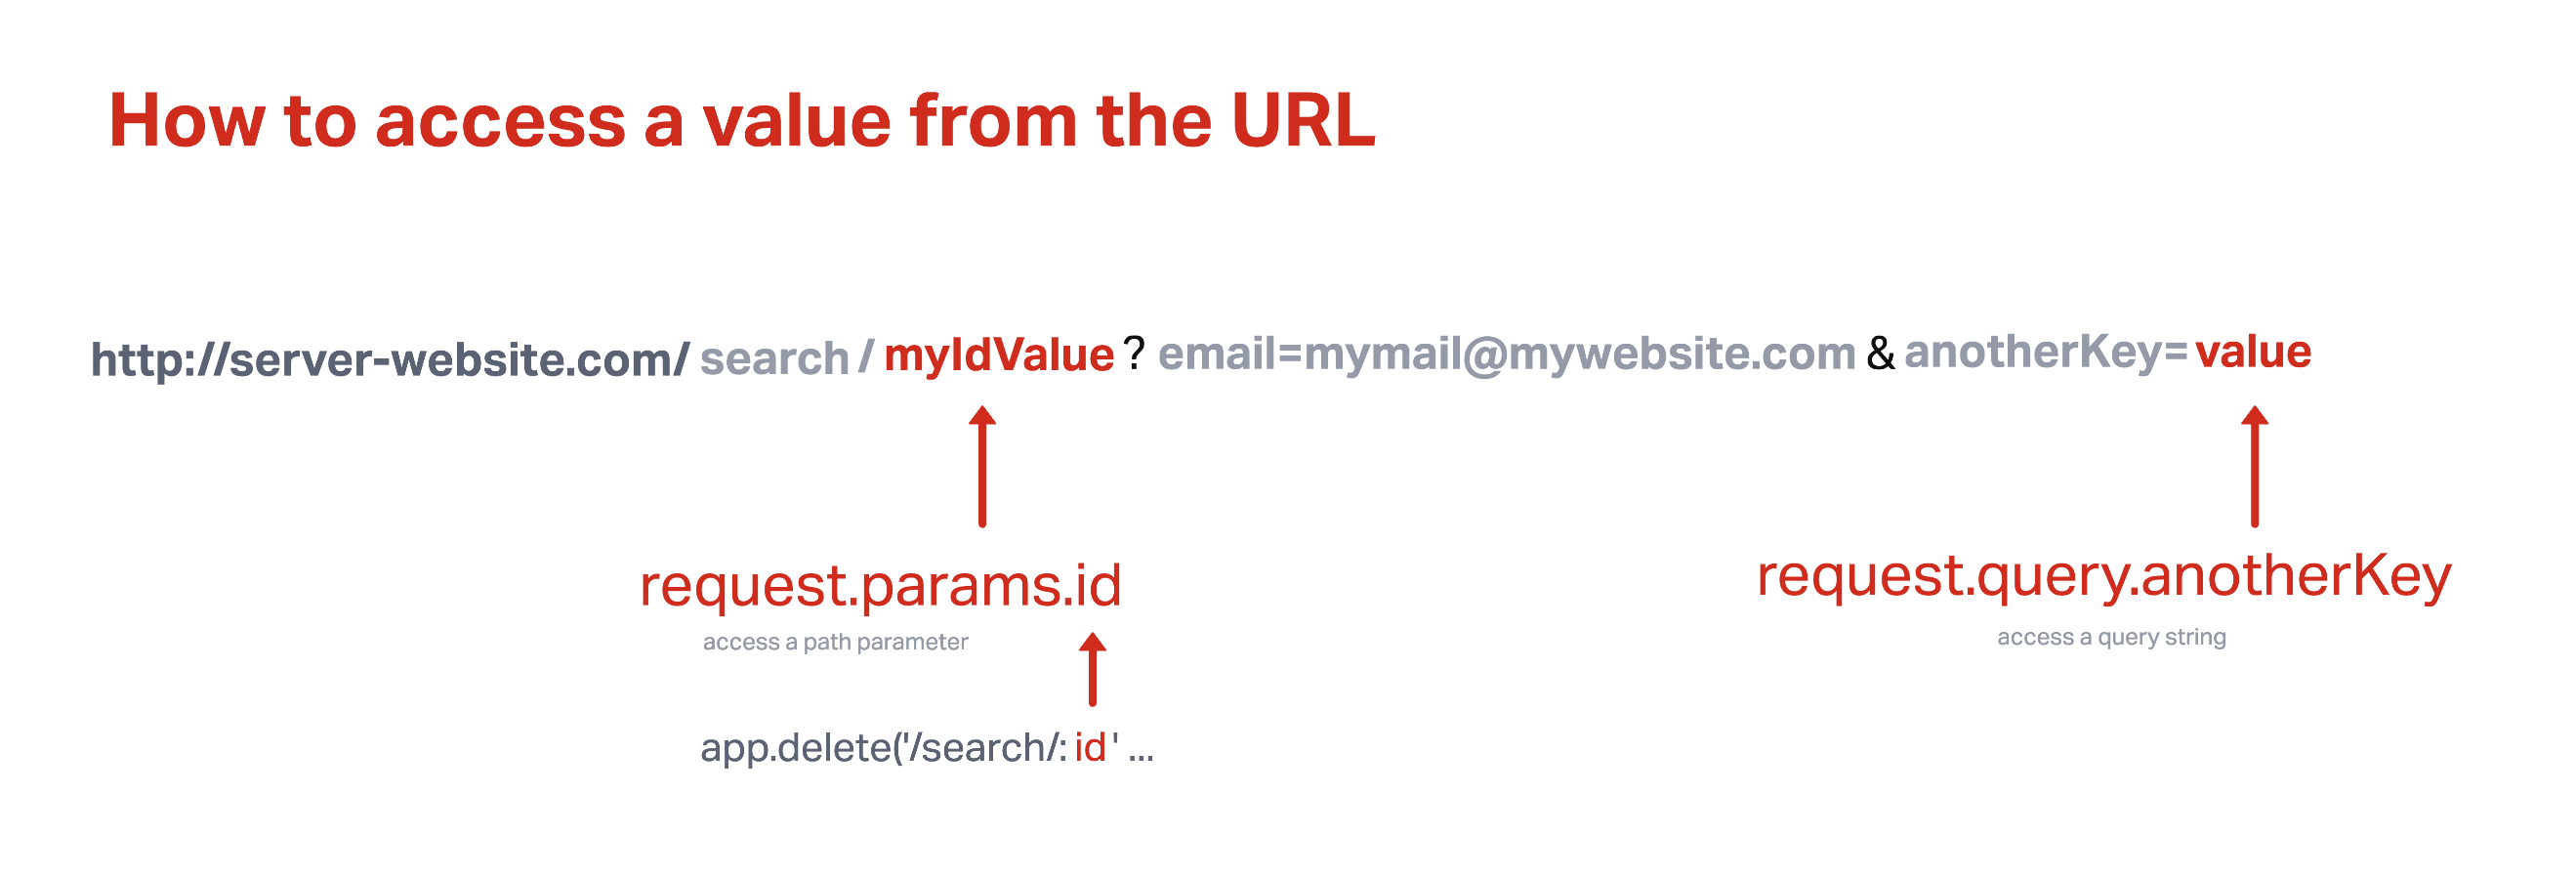 How to access a value from the URL
http://server-website.com/ search / myIdValue ? email=mymail@mywebsite.com & anotherKey= value
request.params.id
access a path parameter
app.delete('/search/: id ' ...
request.query.anotherKey
access a query string